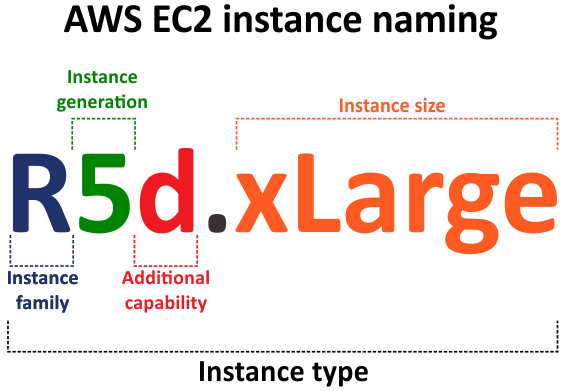 AWS EC2 instance naming
Instance
generation
Instance size
R5d.xLarge
Instance
family
Additional
capability
Instance type